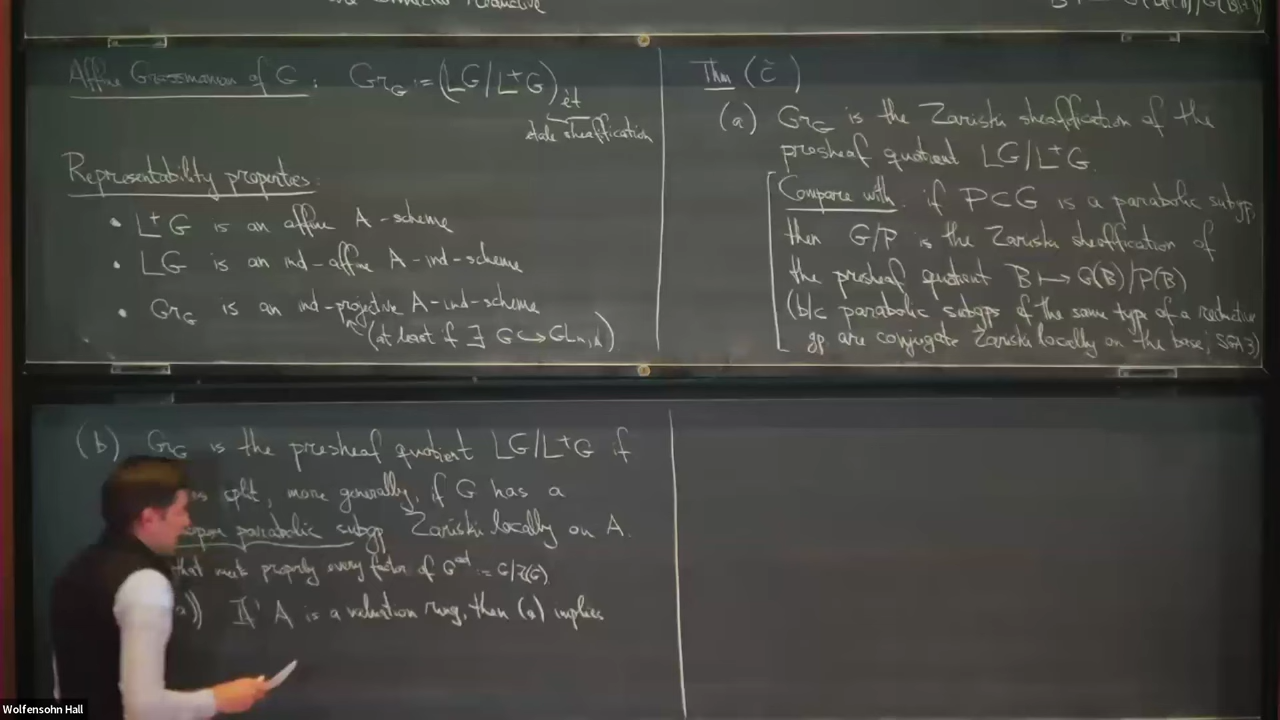 Affine Grassmannian of G : Gr_G := (LG/L⁺G)_ét
étale sheaffication
Representability properties:
• L⁺G is an affine A-scheme
• LG is an ind-affine A-ind-scheme
• Gr_G is an ind-projective A-ind-scheme
(at least if ∃ G ↪ GL_n,A)
Thm (Č)
(a) Gr_G is the Zariski sheaffication of the
presheaf quotient LG/L⁺G.
Compare with: if P⊂G is a parabolic subgp,
then G/P is the Zariski sheaffication of
the presheaf quotient B ↦ G(B)/P(B)
(b/c parabolic subgps of the same type of a reductive
gp are conjugate Zariski locally on the base, SGA3)
(b) Gr_G is the presheaf quotient LG/L⁺G if
split, more generally, if G has a
parabolic subgp Zariski locally on A.
that meets properly every factor of G^ad := G/Z(G)
If A is a valuation ring, then (a) implies
Wolfensohn Hall